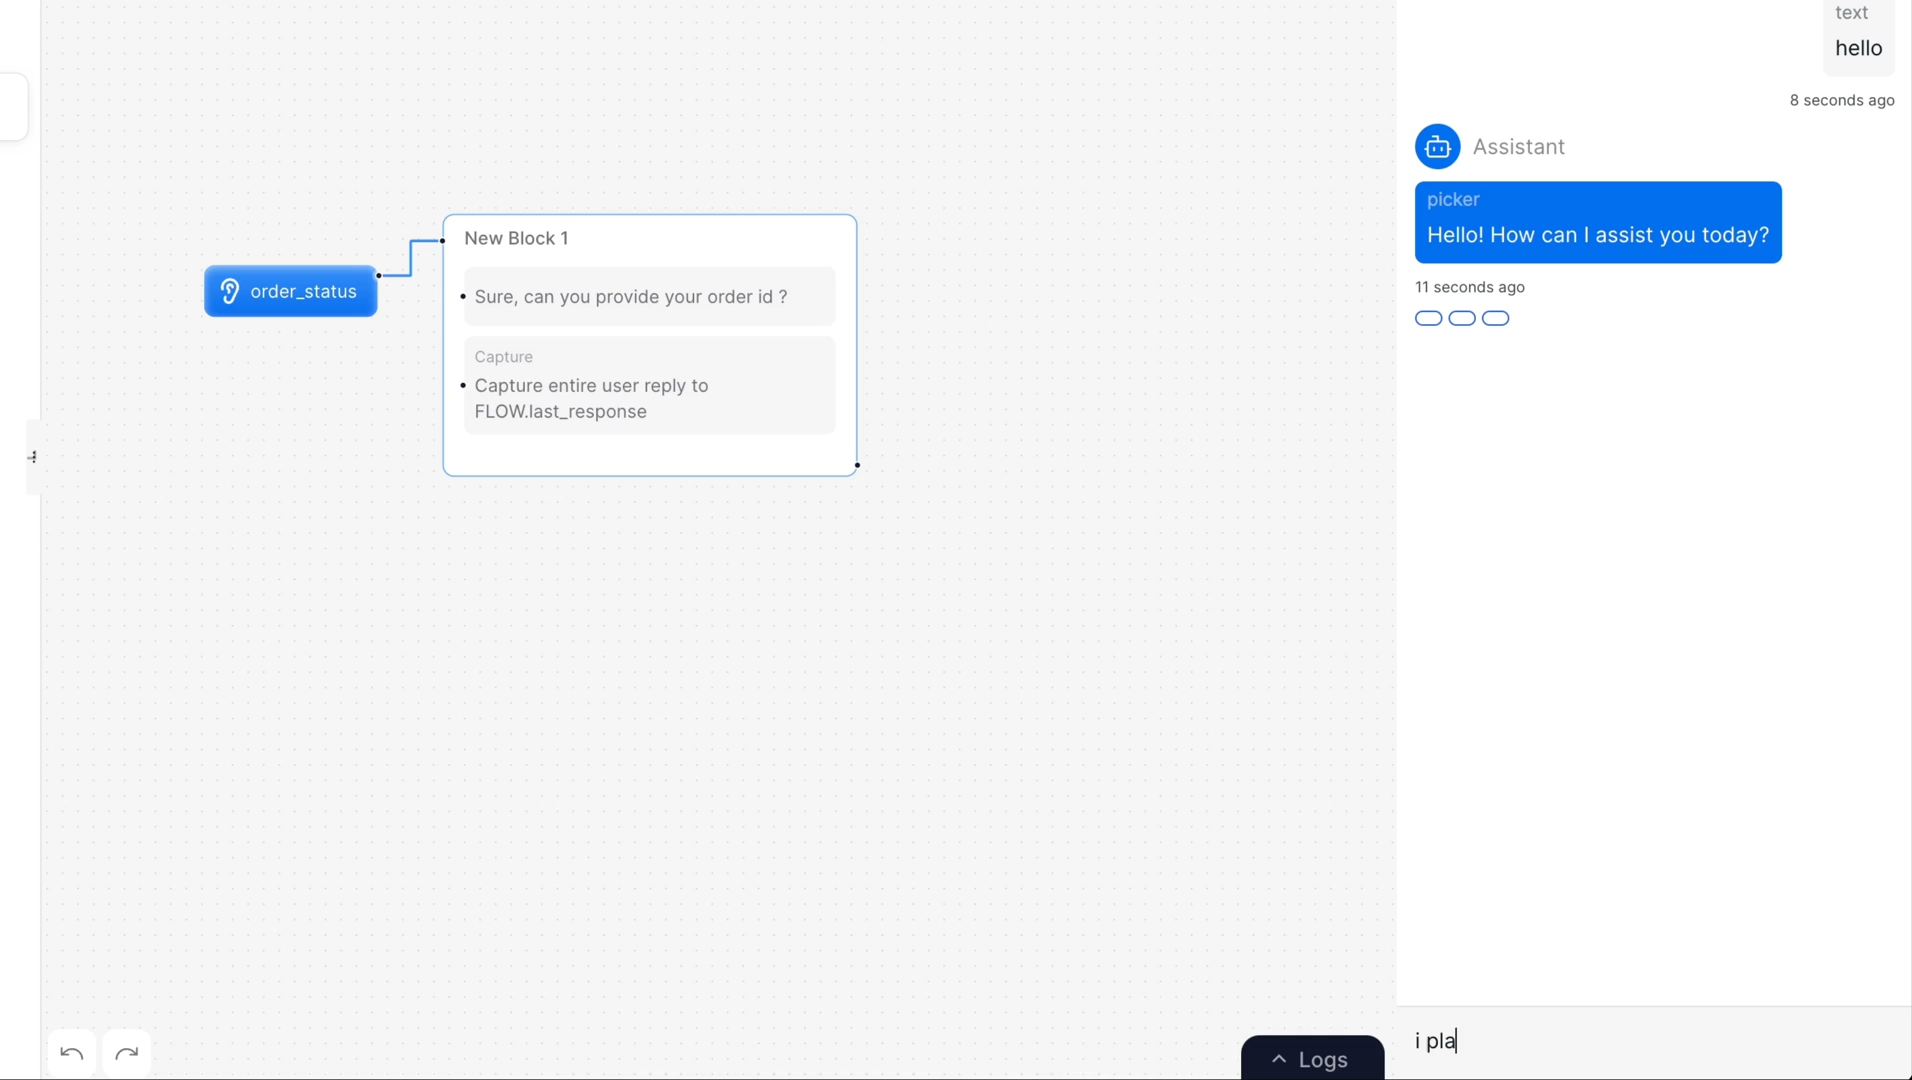 order_status
New Block 1
Sure, can you provide your order id ?
Capture
Capture entire user reply to
FLOW.last_response
Logs
text
hello
8 seconds ago
Assistant
picker
Hello! How can I assist you today?
11 seconds ago
i pla